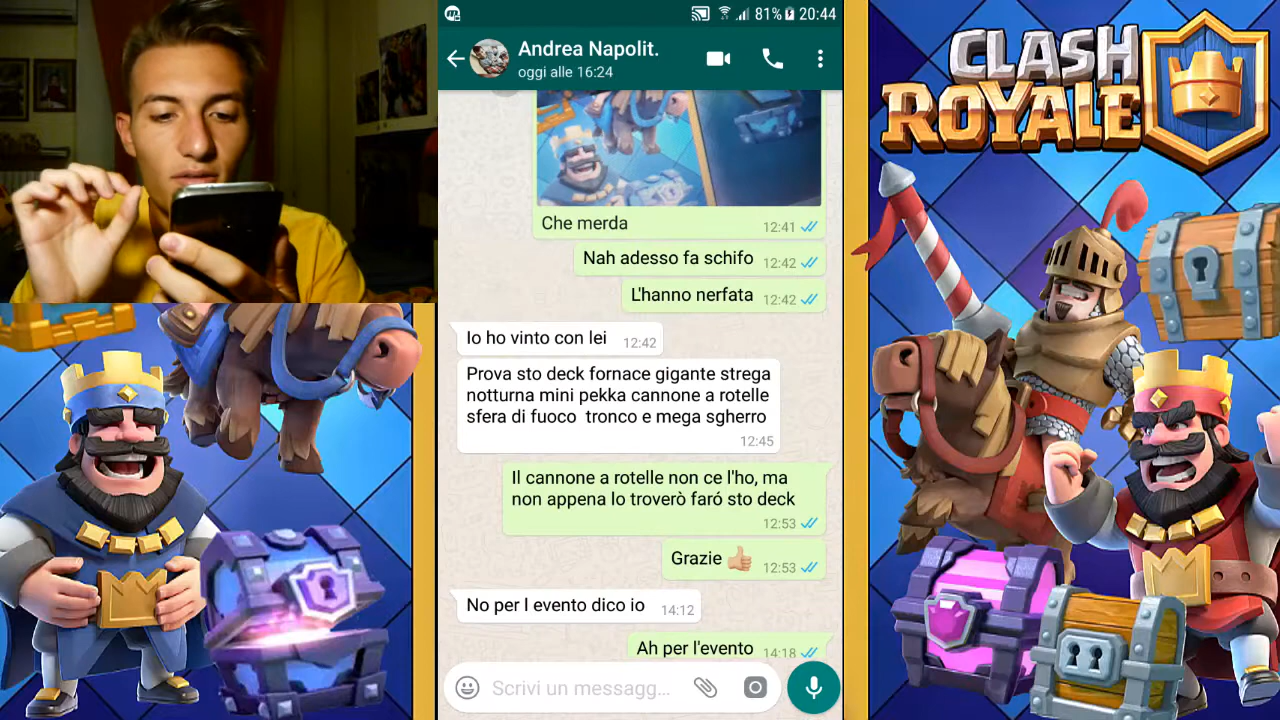 81% 20:44
Andrea Napolit.
oggi alle 16:24
Che merda 12:41
Nah adesso fa schifo 12:42
L'hanno nerfata 12:42
Io ho vinto con lei 12:42
Prova sto deck fornace gigante strega
notturna mini pekka cannone a rotelle
sfera di fuoco tronco e mega sgherro
12:45
Il cannone a rotelle non ce l'ho, ma
non appena lo troverò faró sto deck
12:53
Grazie 👍🏼 12:53
No per l evento dico io 14:12
Ah per l'evento 14:18
Scrivi un messagg...
CLASH
ROYALE